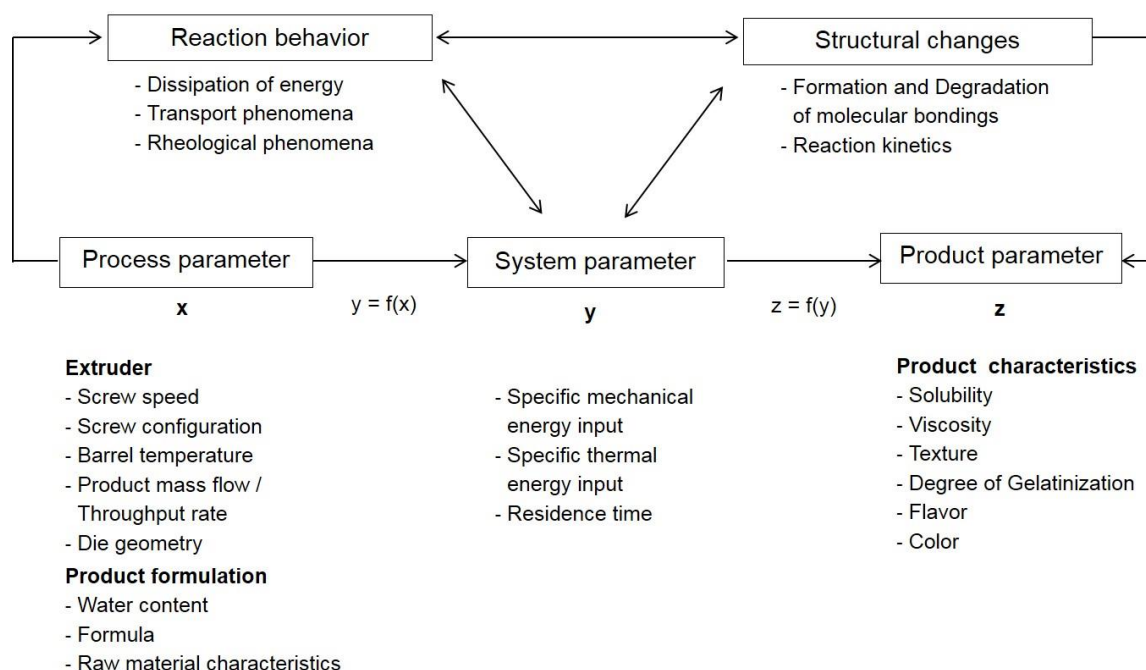 Reaction behavior
- Dissipation of energy
- Transport phenomena
- Rheological phenomena
Structural changes
- Formation and Degradation
of molecular bondings
- Reaction kinetics
Process parameter
x
y = f(x)
System parameter
y
z = f(y)
Product parameter
z
Extruder
- Screw speed
- Screw configuration
- Barrel temperature
- Product mass flow /
Throughput rate
- Die geometry
Product formulation
- Water content
- Formula
- Raw material characteristics
- Specific mechanical
energy input
- Specific thermal
energy input
- Residence time
Product characteristics
- Solubility
- Viscosity
- Texture
- Degree of Gelatinization
- Flavor
- Color